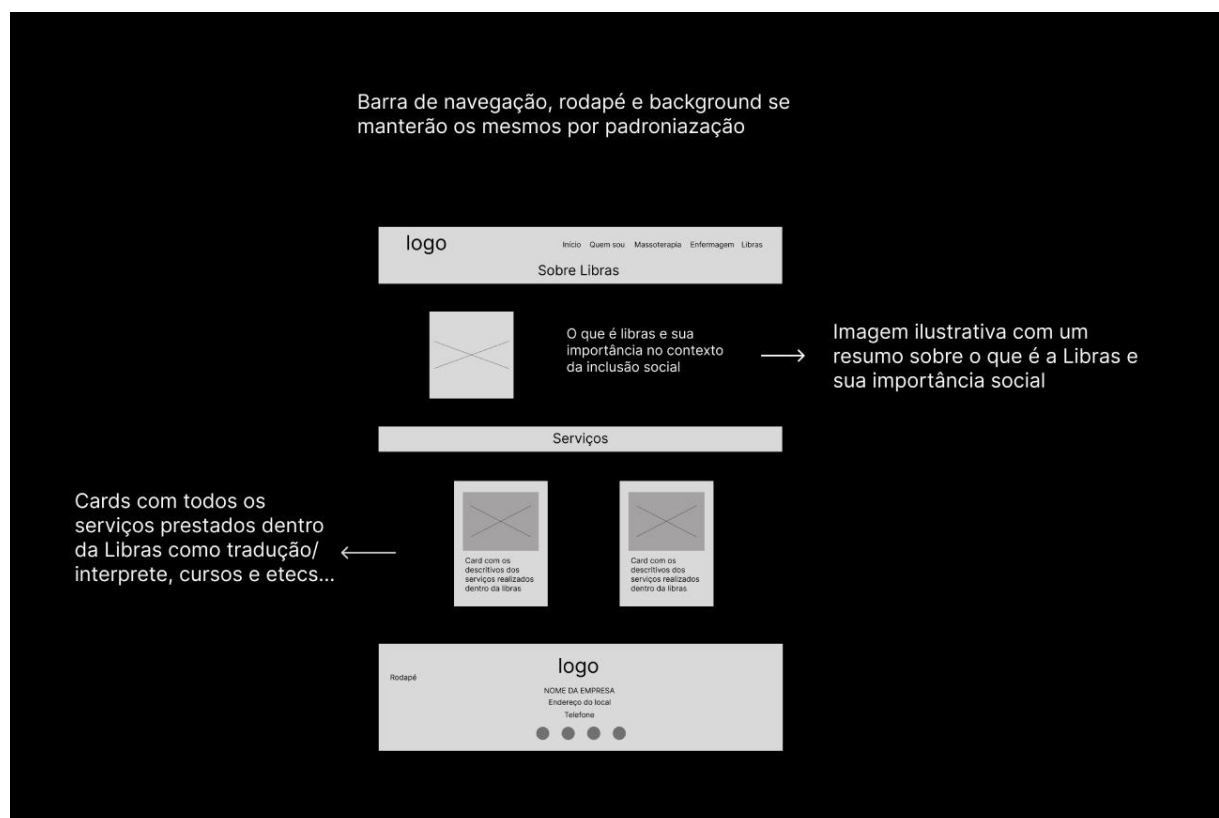 Barra de navegação, rodapé e background se
manterão os mesmos por padroniazação
logo
Início Quem sou Massoterapia Enfermagem Libras
Sobre Libras
O que é libras e sua
importância no contexto
da inclusão social
Imagem ilustrativa com um
resumo sobre o que é a Libras e
sua importância social
Serviços
Cards com todos os
serviços prestados dentro
da Libras como tradução/
interprete, cursos e etecs...
Card com os
descritivos dos
serviços realizados
dentro da libras
Card com os
descritivos dos
serviços realizados
dentro da libras
Rodapé
logo
NOME DA EMPRESA
Endereço do local
Telefone